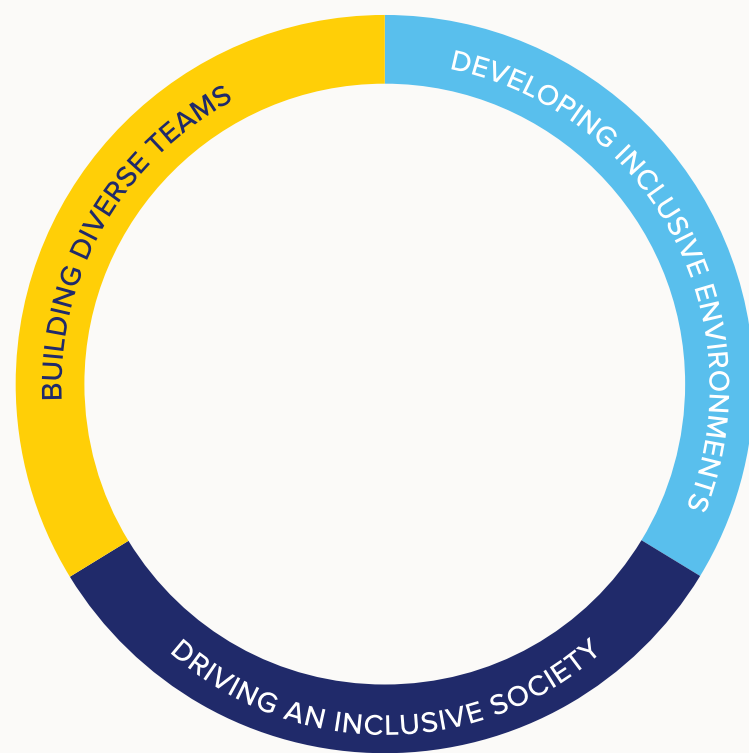 BUILDING DIVERSE TEAMS
DEVELOPING INCLUSIVE ENVIRONMENTS
DRIVING AN INCLUSIVE SOCIETY